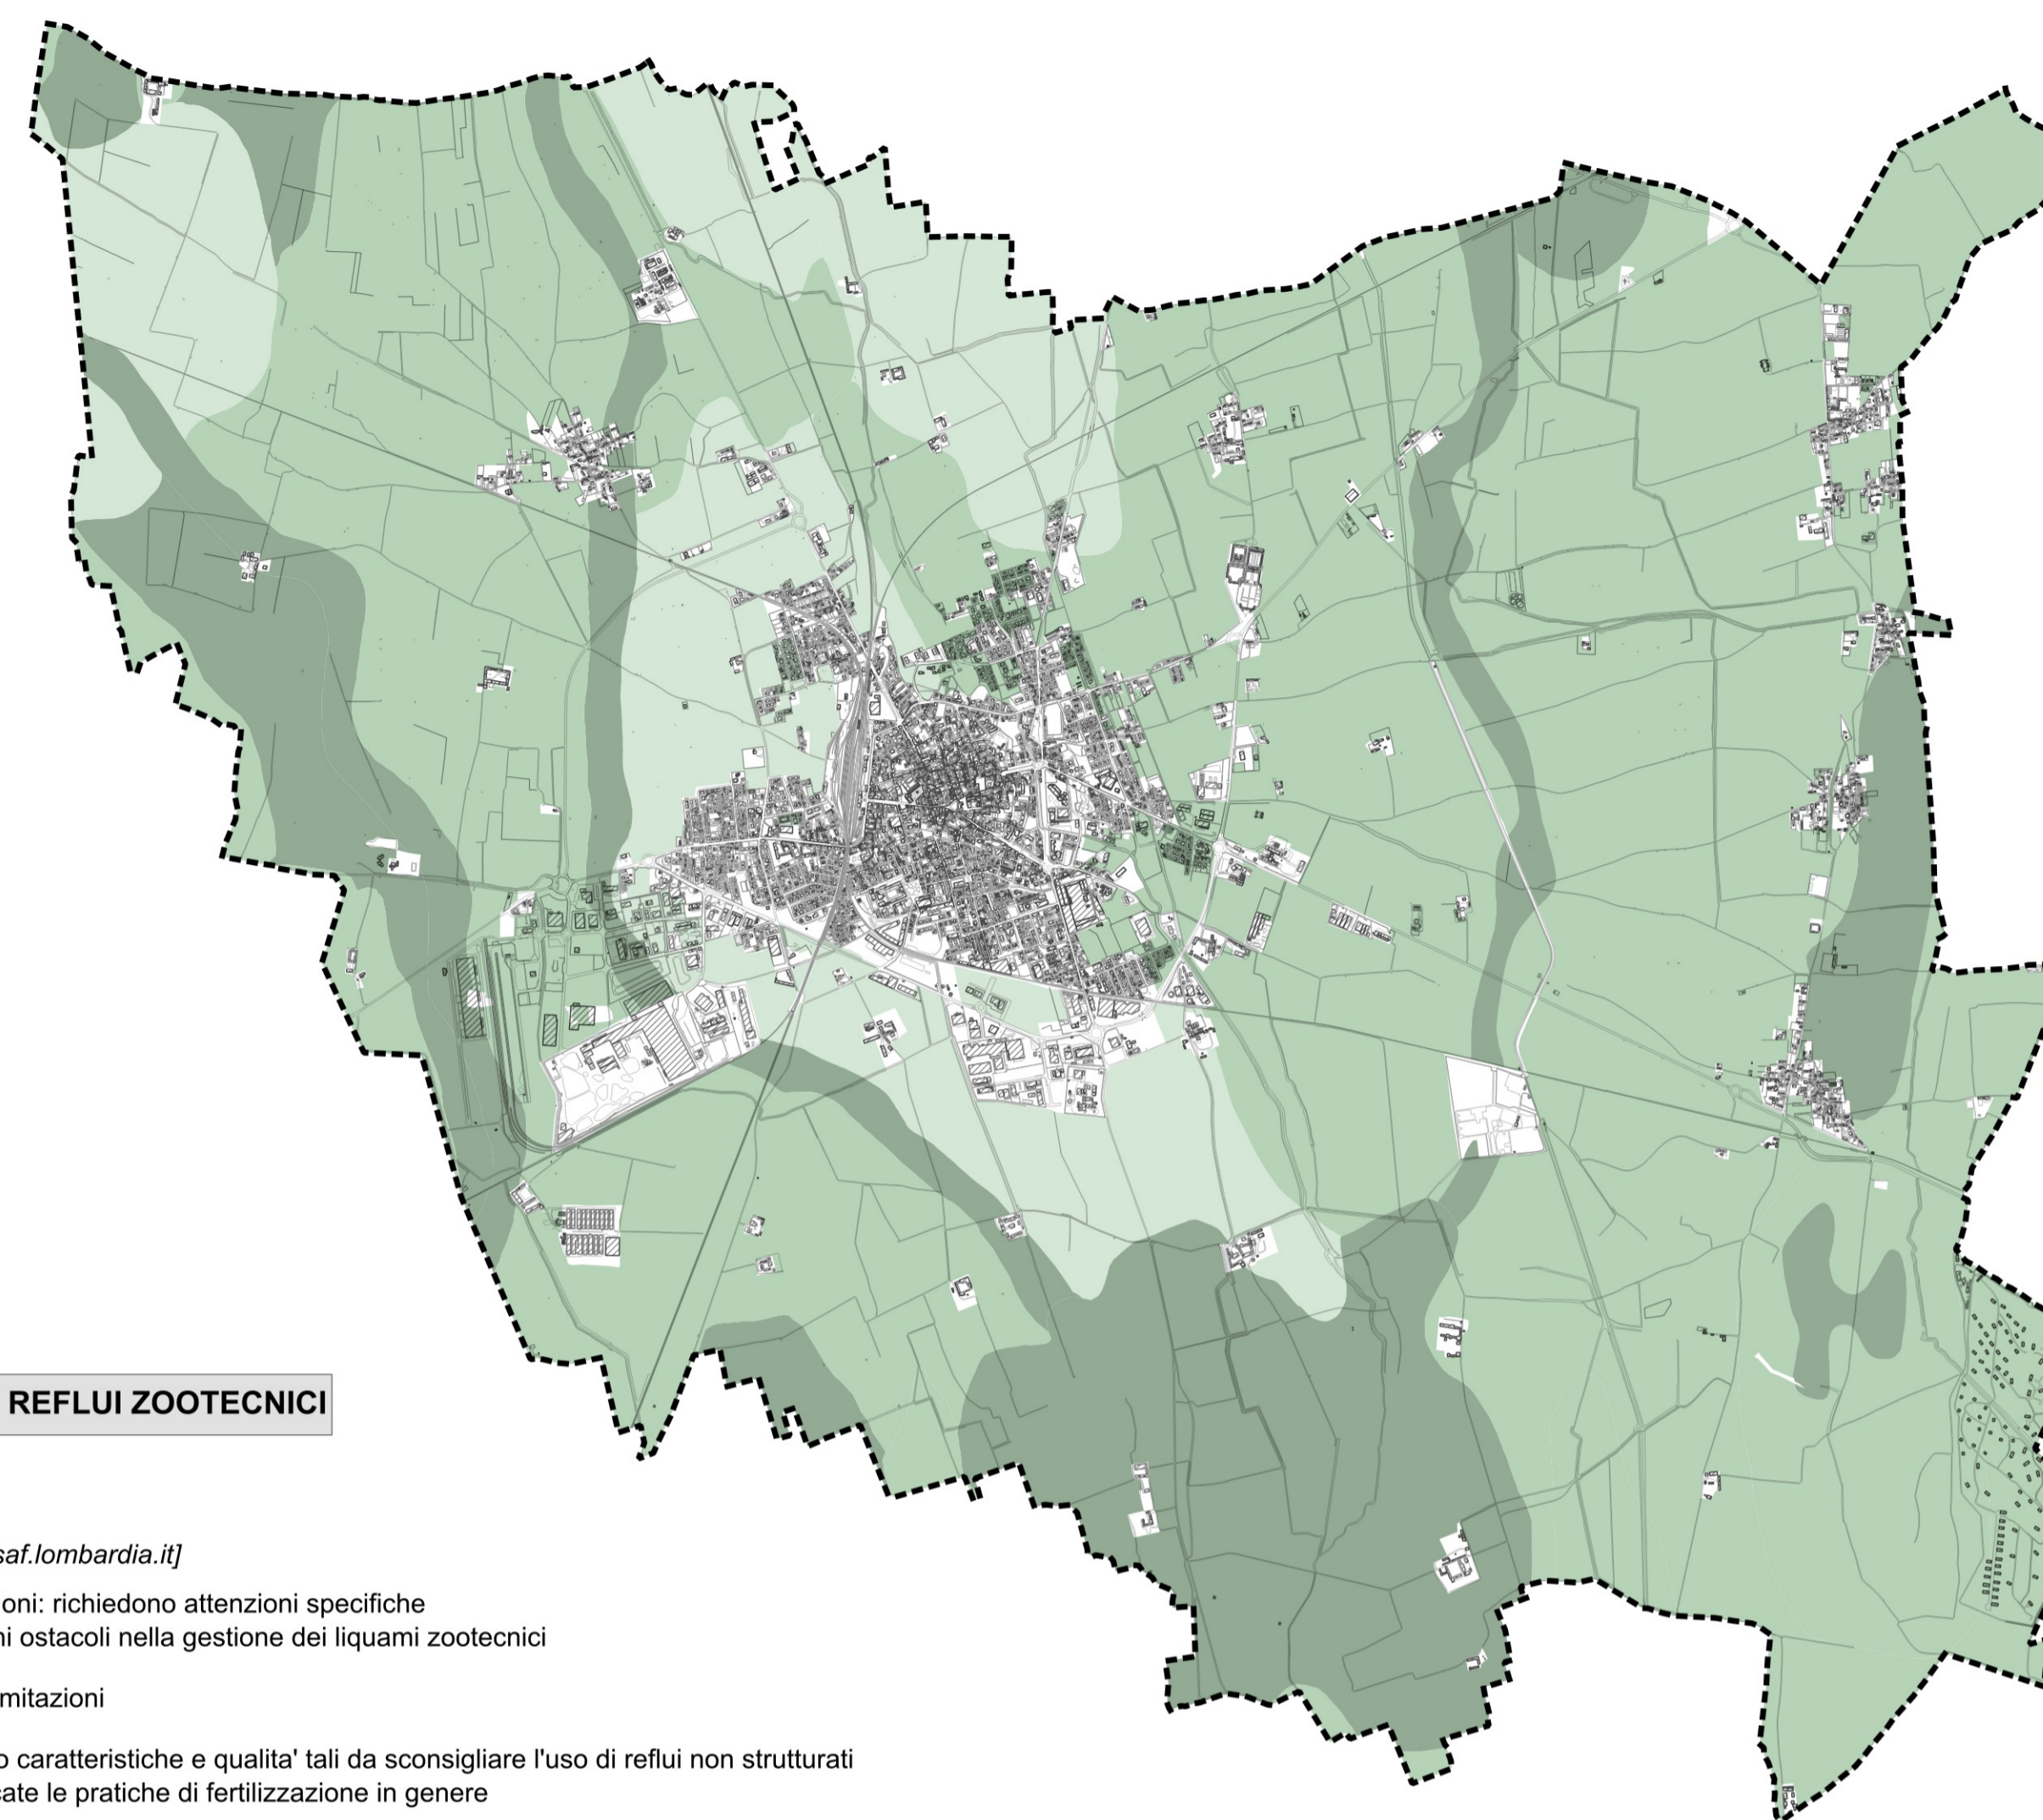 REFLUI ZOOTECNICI
saf.lombardia.it]
oni: richiedono attenzioni specifiche
ni ostacoli nella gestione dei liquami zootecnici
mitazioni
o caratteristiche e qualita' tali da sconsigliare l'uso di reflui non strutturati
cate le pratiche di fertilizzazione in genere